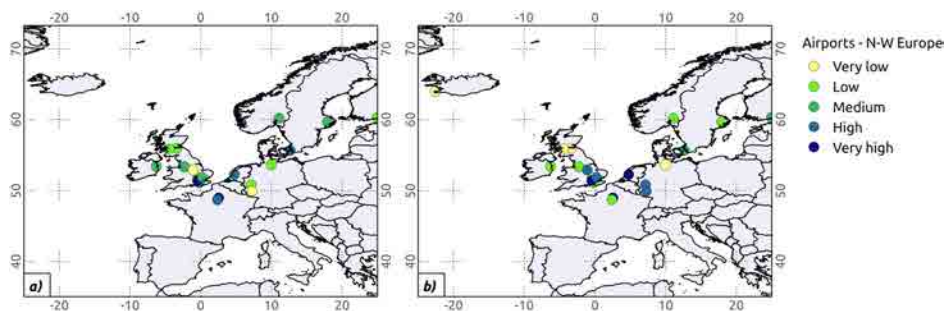 -20 -10 0 10 20 -20 -10 0 10 20
70 70
60 60
50 50
40 40
a) b)
-20 -10 0 10 20 -20 -10 0 10 20
Airports - N-W Europe
Very low
Low
Medium
High
Very high